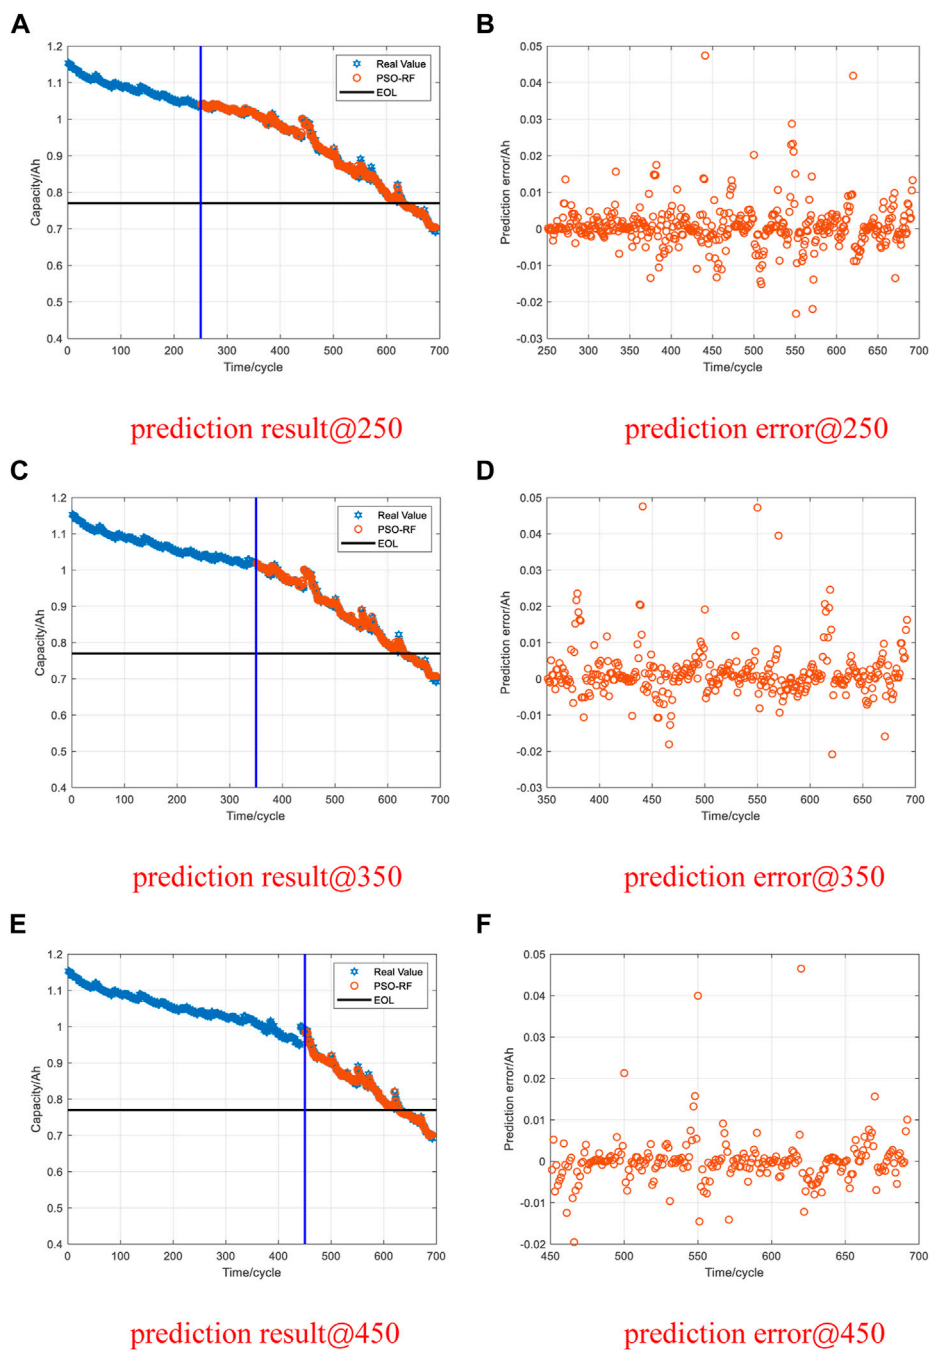 A
B
1.2
1.1
1
0.9
0.8
0.7
0.6
0.5
0.4
Capacity/Ah
Real Value
PSO-RF
EOL
0 100 200 300 400 500 600 700
Time/cycle
0.05
0.04
0.03
0.02
0.01
0
-0.01
-0.02
-0.03
Prediction error/Ah
250 300 350 400 450 500 550 600 650 700
Time/cycle
prediction result@250
prediction error@250
C
D
1.2
1.1
1
0.9
0.8
0.7
0.6
0.5
0.4
Capacity/Ah
Real Value
PSO-RF
EOL
0 100 200 300 400 500 600 700
Time/cycle
0.05
0.04
0.03
0.02
0.01
0
-0.01
-0.02
-0.03
Prediction error/Ah
350 400 450 500 550 600 650 700
Time/cycle
prediction result@350
prediction error@350
E
F
1.2
1.1
1
0.9
0.8
0.7
0.6
0.5
0.4
Capacity/Ah
Real Value
PSO-RF
EOL
0 100 200 300 400 500 600 700
Time/cycle
0.05
0.04
0.03
0.02
0.01
0
-0.01
-0.02
Prediction error/Ah
450 500 550 600 650 700
Time/cycle
prediction result@450
prediction error@450